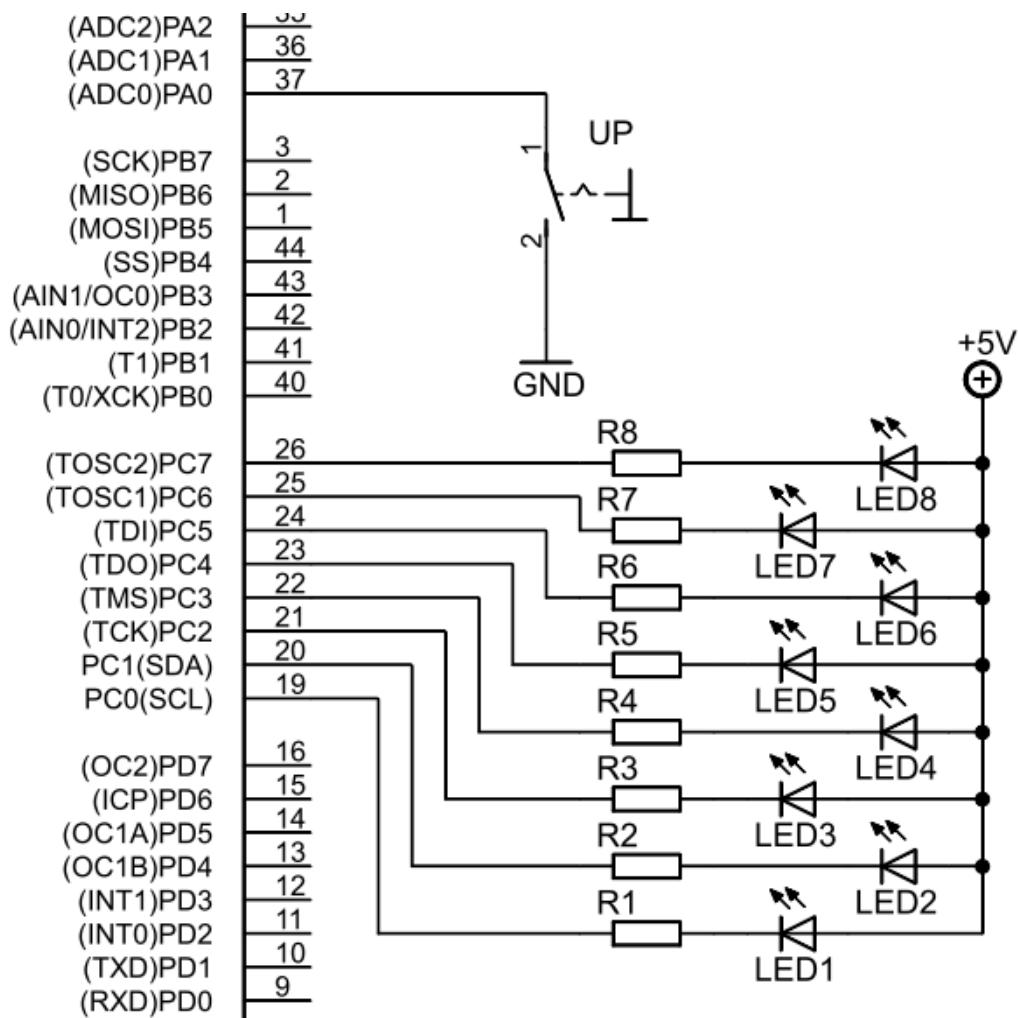 35
(ADC2)PA2
36
(ADC1)PA1
37
(ADC0)PA0
1
UP
3
(SCK)PB7
2
(MISO)PB6
1
(MOSI)PB5
2
44
(SS)PB4
43
(AIN1/OC0)PB3
42
(AIN0/INT2)PB2
41
(T1)PB1
+5V
40
(T0/XCK)PB0
GND
26
R8
(TOSC2)PC7
25
R7
LED8
(TOSC1)PC6
24
(TDI)PC5
23
R6
LED7
(TDO)PC4
22
(TMS)PC3
21
R5
LED6
(TCK)PC2
20
PC1(SDA)
19
R4
LED5
PC0(SCL)
16
R3
LED4
(OC2)PD7
15
(ICP)PD6
14
R2
LED3
(OC1A)PD5
13
(OC1B)PD4
12
R1
LED2
(INT1)PD3
11
(INT0)PD2
10
LED1
(TXD)PD1
9
(RXD)PD0